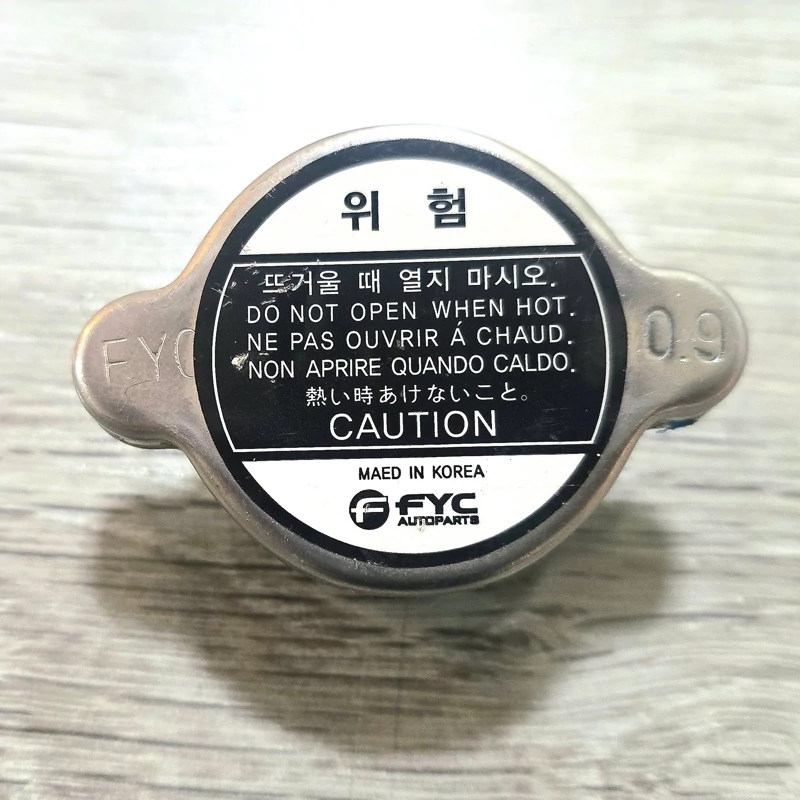 위 험
뜨거울 때 열지 마시오.
DO NOT OPEN WHEN HOT.
NE PAS OUVRIR Á CHAUD.
NON APRIRE QUANDO CALDO.
熱い時あけないこと。
CAUTION
MAED IN KOREA
FYC
AUTOPARTS
FYC
0.9